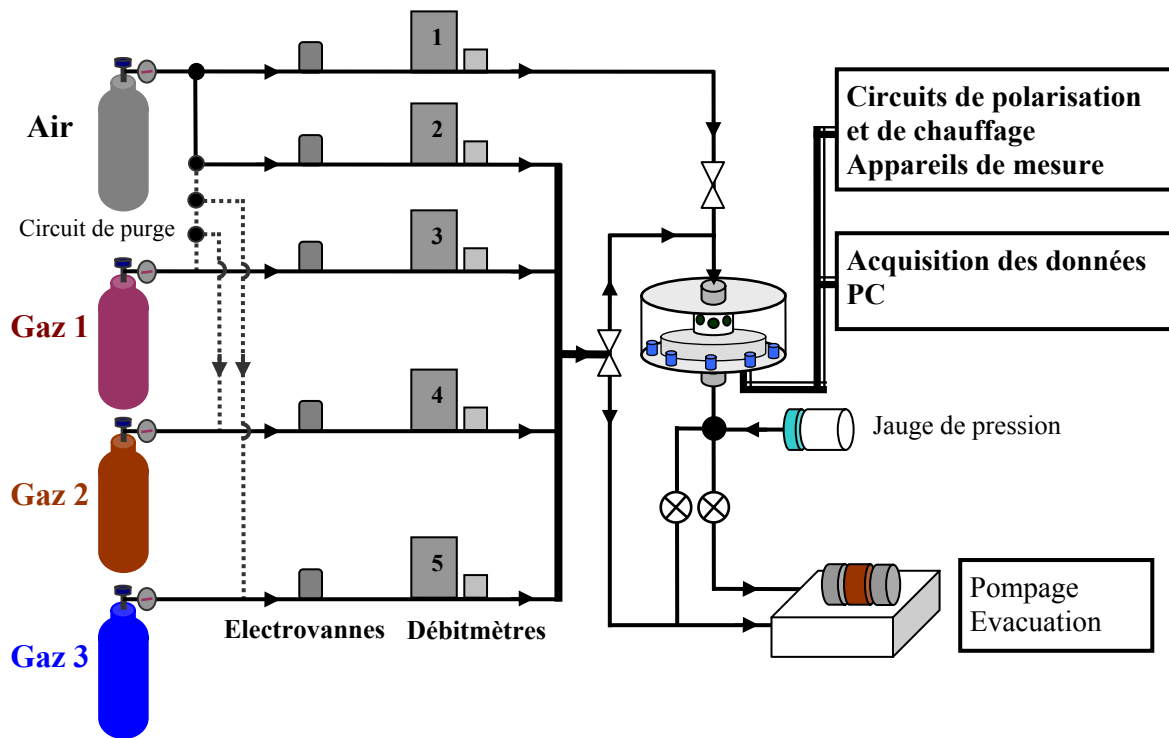 1
Air
2
Circuit de purge
3
Gaz 1
4
Gaz 2
5
Gaz 3
Electrovannes
Débitmètres
Circuits de polarisation
et de chauffage
Appareils de mesure
Acquisition des données
PC
Jauge de pression
Pompage
Evacuation